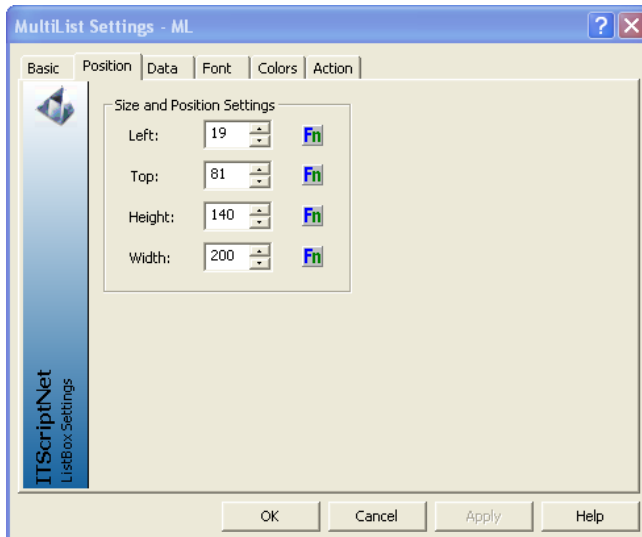 MultiList Settings - ML
Basic Position Data Font Colors Action
Size and Position Settings
Left: 19 Fn
Top: 81 Fn
Height: 140 Fn
Width: 200 Fn
ITScriptNet
ListBox Settings
OK Cancel Apply Help